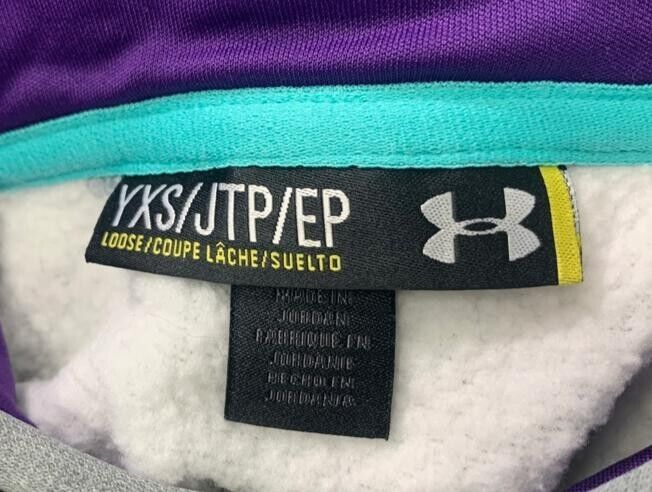 YXS/JTP/EP
LOOSE/COUPE LÂCHE/SUELTO
MADE IN
JORDAN
FABRIQUÉ EN
JORDANIE
HECHO EN
JORDANIA